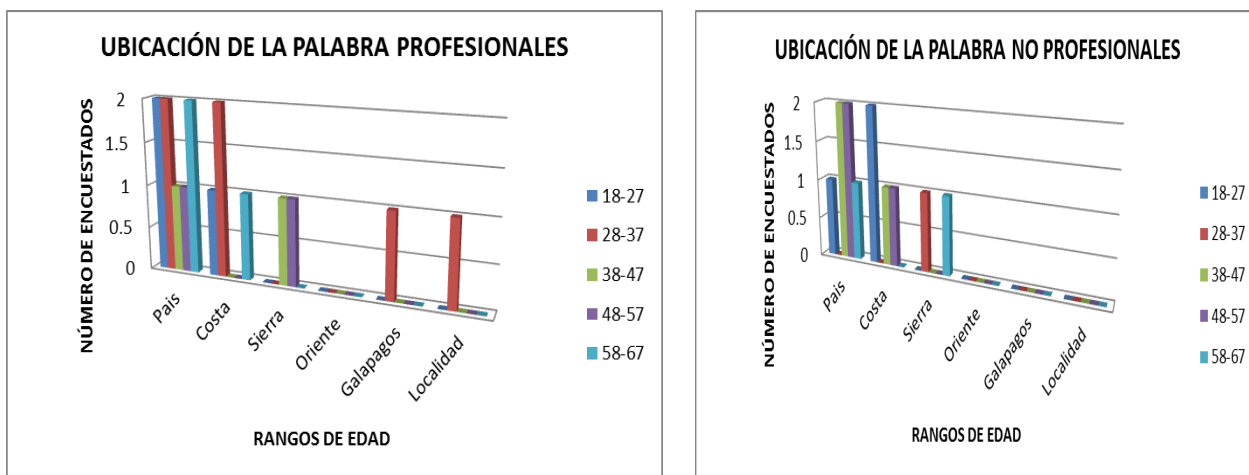 UBICACIÓN DE LA PALABRA PROFESIONALES
NÚMERO DE ENCUESTADOS
2
1.5
1
0.5
0
Pais
Costa
Sierra
Oriente
Galapagos
Localidad
RANGOS DE EDAD
18-27
28-37
38-47
48-57
58-67
UBICACIÓN DE LA PALABRA NO PROFESIONALES
NÚMERO DE ENCUESTADOS
2
1.5
1
0.5
0
Pais
Costa
Sierra
Oriente
Galapagos
Localidad
RANGOS DE EDAD
18-27
28-37
38-47
48-57
58-67